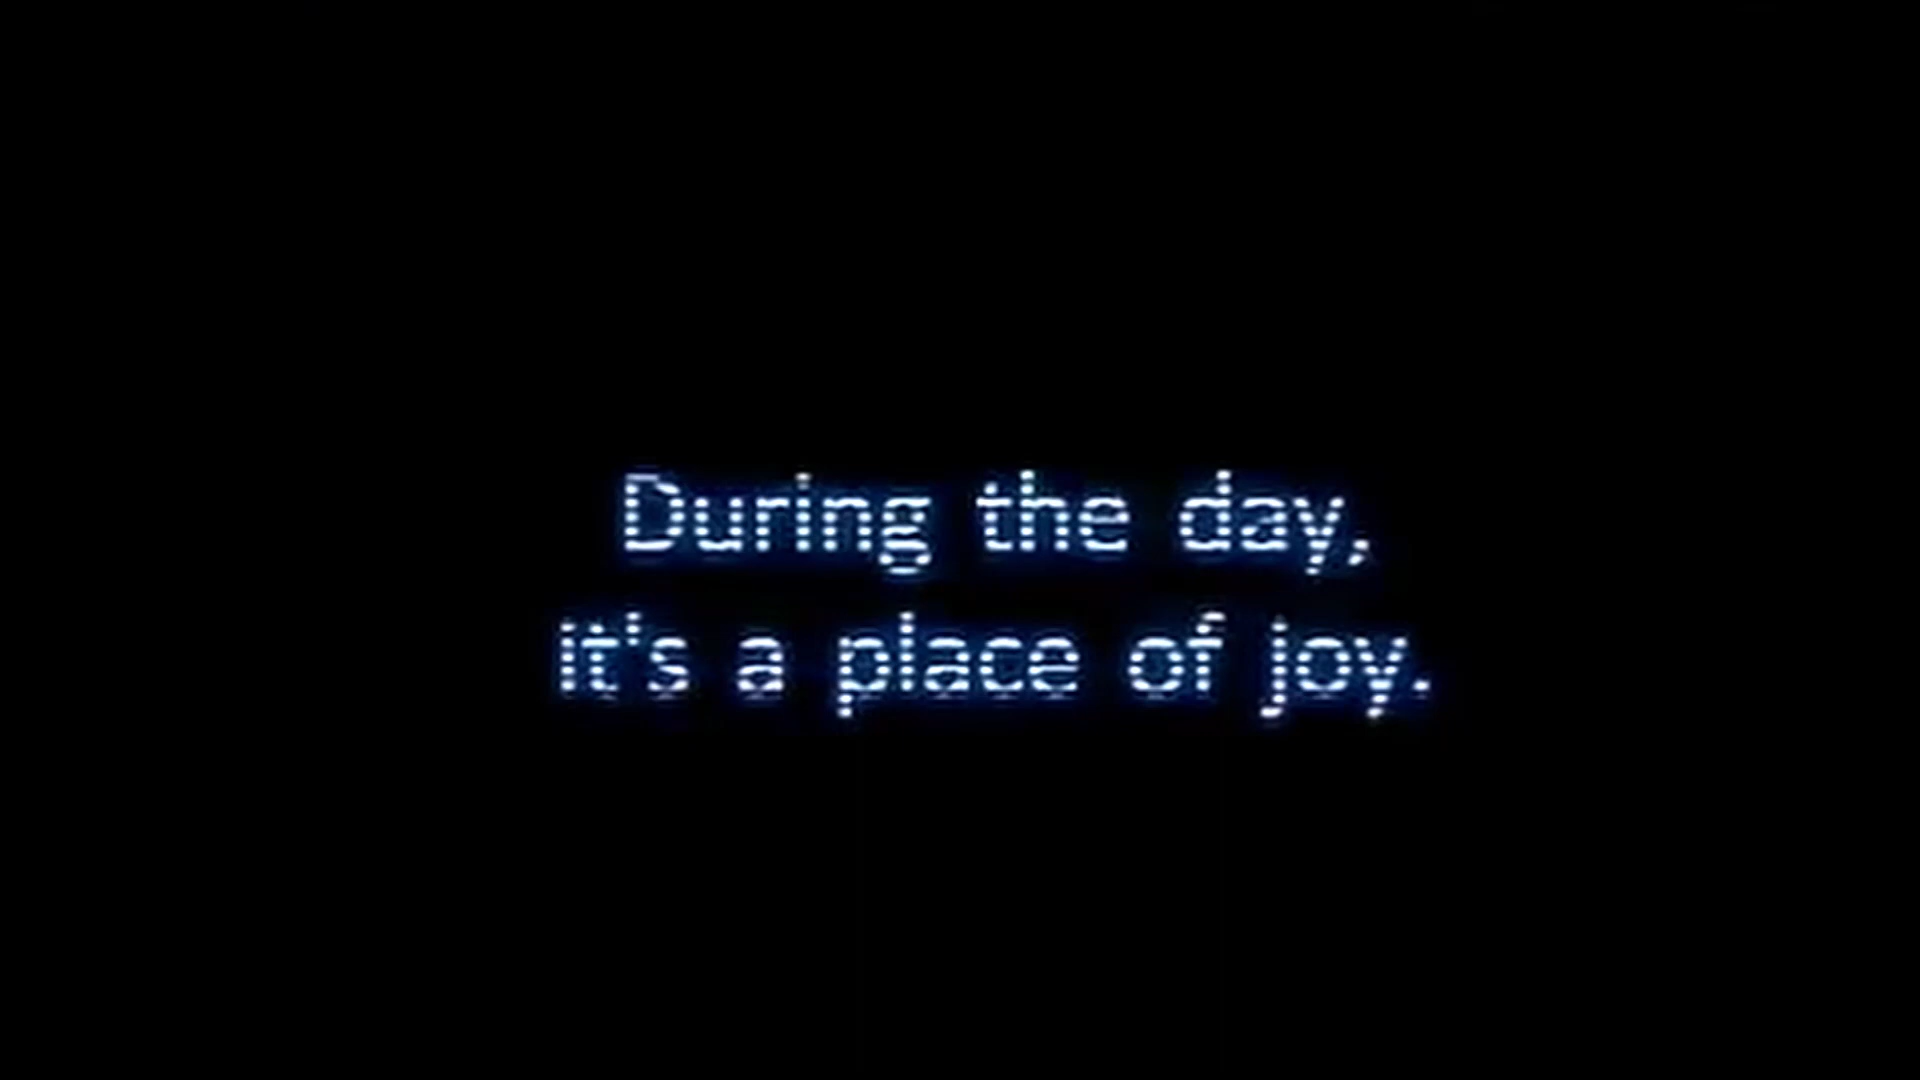 During the day,
it's a place of joy.